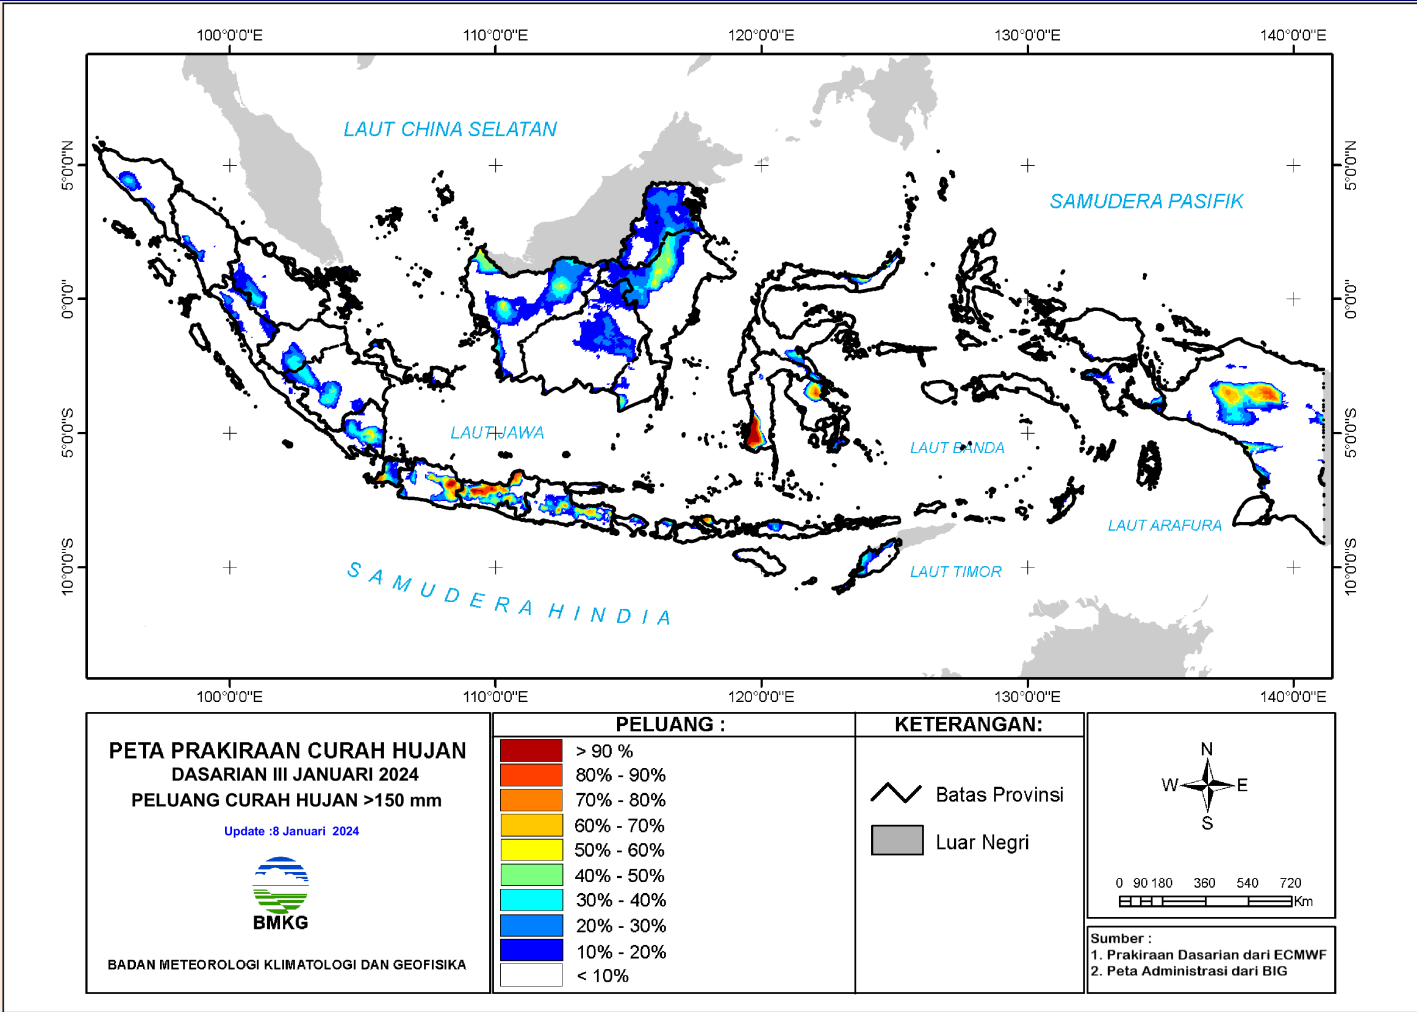 100°0'0"E 110°0'0"E 120°0'0"E 130°0'0"E 140°0'0"E
LAUT CHINA SELATAN
5°0'0"N 5°0'0"N
SAMUDERA PASIFIK
0°0'0" 0°0'0"
LAUT JAWA
5°0'0"S 5°0'0"S
LAUT BANDA
LAUT ARAFURA
10°0'0"S 10°0'0"S
LAUT TIMOR
SAMUDERA HINDIA
100°0'0"E 110°0'0"E 120°0'0"E 130°0'0"E 140°0'0"E
PETA PRAKIRAAN CURAH HUJAN
DASARIAN III JANUARI 2024
PELUANG CURAH HUJAN >150 mm
Update :8 Januari 2024
BMKG
BADAN METEOROLOGI KLIMATOLOGI DAN GEOFISIKA
PELUANG :
> 90 %
80% - 90%
70% - 80%
60% - 70%
50% - 60%
40% - 50%
30% - 40%
20% - 30%
10% - 20%
< 10%
KETERANGAN:
Batas Provinsi
Luar Negri
N
W E
S
0 90 180 360 540 720
Km
Sumber :
1. Prakiraan Dasarian dari ECMWF
2. Peta Administrasi dari BIG